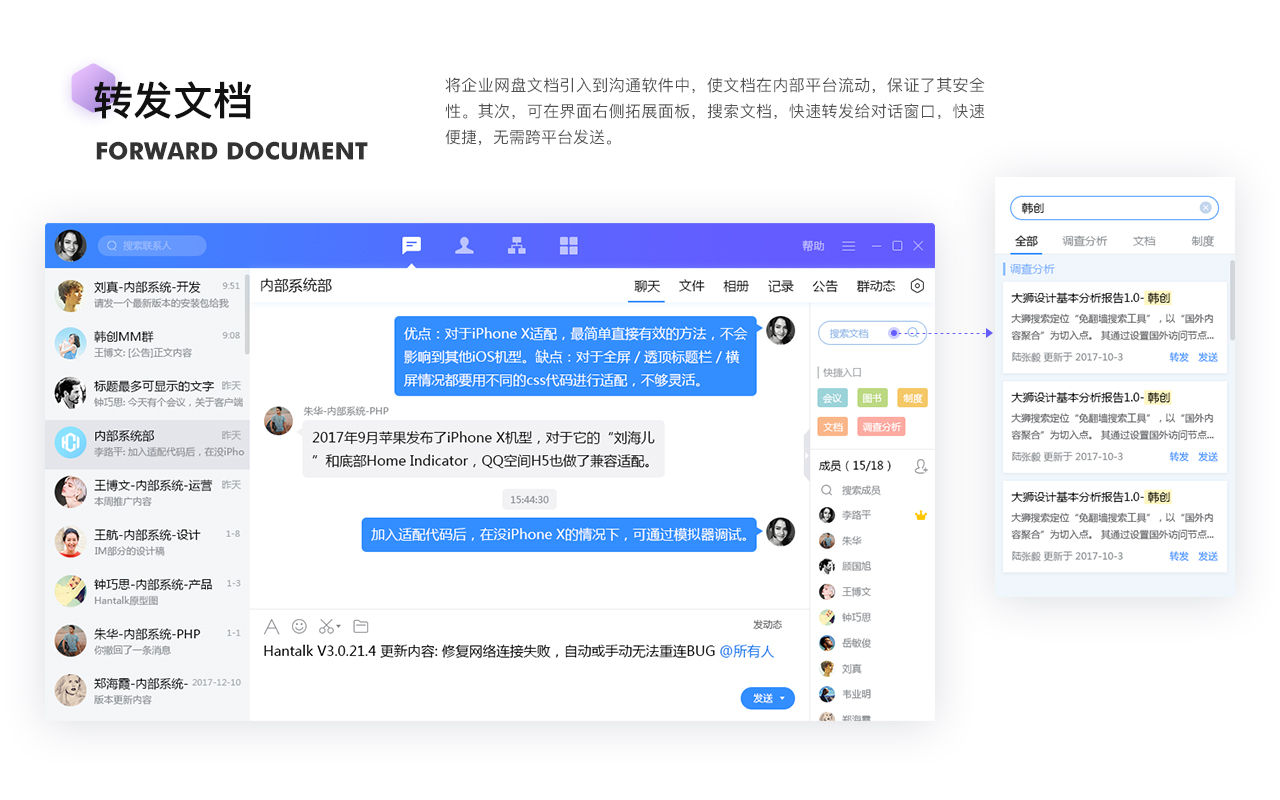 转发文档
FORWARD DOCUMENT
将企业网盘文档引入到沟通软件中，使文档在内部平台流动，保证了其安全
性。其次，可在界面右侧拓展面板，搜索文档，快速转发给对话窗口，快速
便捷，无需跨平台发送。
搜索联系人
帮助
刘真-内部系统-开发 9:51
请发一个最新版本的安装包给我
韩创MM群 9:08
王博文: [公告]正文内容
标题最多可显示的文字 昨天
钟巧思: 今天有个会议，关于客户端
内部系统部 昨天
李路平: 加入适配代码后，在没iPho
王博文-内部系统-运营 昨天
本周推广内容
王航-内部系统-设计 1-8
IM部分的设计稿
钟巧思-内部系统-产品 1-3
Hantalk原型图
朱华-内部系统-PHP 1-1
你撤回了一条消息
郑海霞-内部系统- 2017-12-10
版本更新内容
内部系统部
聊天 文件 相册 记录 公告 群动态
优点：对于iPhone X适配，最简单直接有效的方法，不会
影响到其他iOS机型。缺点：对于全屏 / 透顶标题栏 / 横
屏情况都要用不同的css代码进行适配，不够灵活。
朱华-内部系统-PHP
2017年9月苹果发布了iPhone X机型，对于它的“刘海儿
”和底部Home Indicator，QQ空间H5也做了兼容适配。
15:44:30
加入适配代码后，在没iPhone X的情况下，可通过模拟器调试。
发动态
Hantalk V3.0.21.4 更新内容: 修复网络连接失败，自动或手动无法重连BUG @所有人
发送
搜索文档
快捷入口
会议 图书 制度
文档 调查分析
成员（15/18）
搜索成员
李路平
朱华
顾国旭
王博文
钟巧思
岳敏俊
刘真
韦业明
郑海霞
韩创
全部 调查分析 文档 制度
调查分析
大狮设计基本分析报告1.0-韩创
大狮搜索定位“免翻墙搜索工具”，以“国外内
容聚合”为切入点。 其通过设置国外访问节点...
陆张毅 更新于 2017-10-3 转发 发送
大狮设计基本分析报告1.0-韩创
大狮搜索定位“免翻墙搜索工具”，以“国外内
容聚合”为切入点。 其通过设置国外访问节点...
陆张毅 更新于 2017-10-3 转发 发送
大狮设计基本分析报告1.0-韩创
大狮搜索定位“免翻墙搜索工具”，以“国外内
容聚合”为切入点。 其通过设置国外访问节点...
陆张毅 更新于 2017-10-3 转发 发送